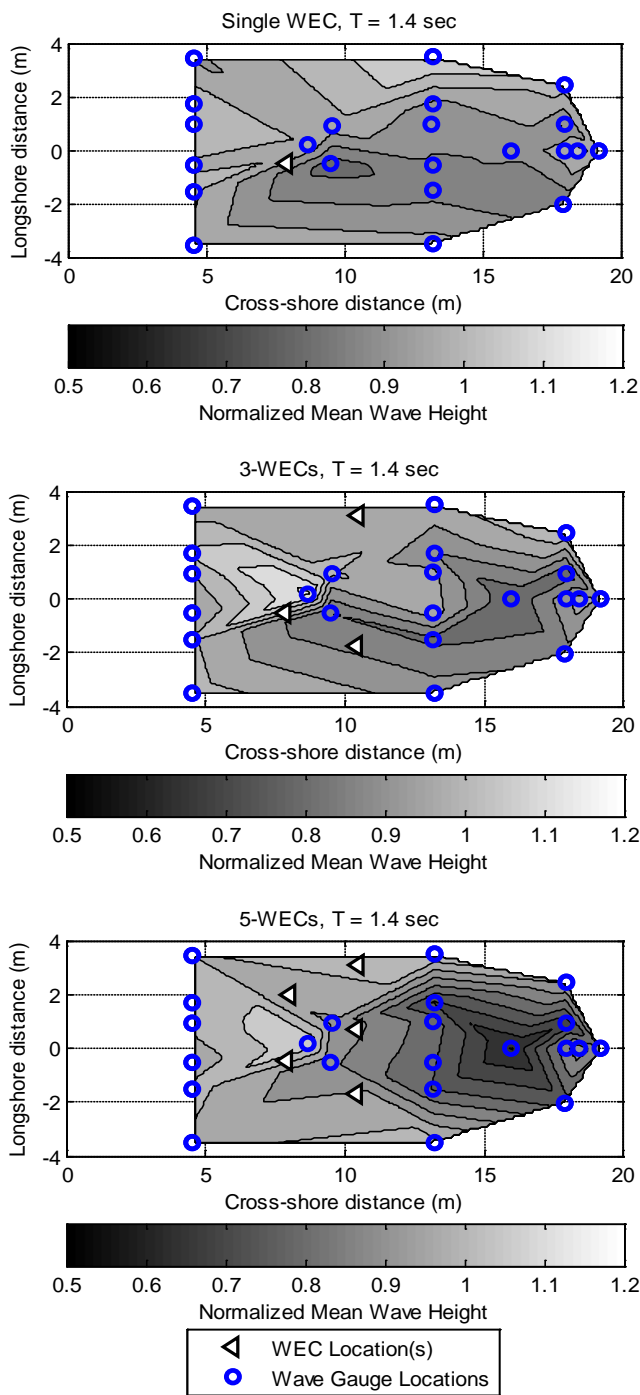 Single WEC, T = 1.4 sec
4
2
0
-2
-4
Longshore distance (m)
0 5 10 15 20
Cross-shore distance (m)
0.5 0.6 0.7 0.8 0.9 1 1.1 1.2
Normalized Mean Wave Height
3-WECs, T = 1.4 sec
4
2
0
-2
-4
Longshore distance (m)
0 5 10 15 20
Cross-shore distance (m)
0.5 0.6 0.7 0.8 0.9 1 1.1 1.2
Normalized Mean Wave Height
5-WECs, T = 1.4 sec
4
2
0
-2
-4
Longshore distance (m)
0 5 10 15 20
Cross-shore distance (m)
0.5 0.6 0.7 0.8 0.9 1 1.1 1.2
Normalized Mean Wave Height
WEC Location(s)
Wave Gauge Locations